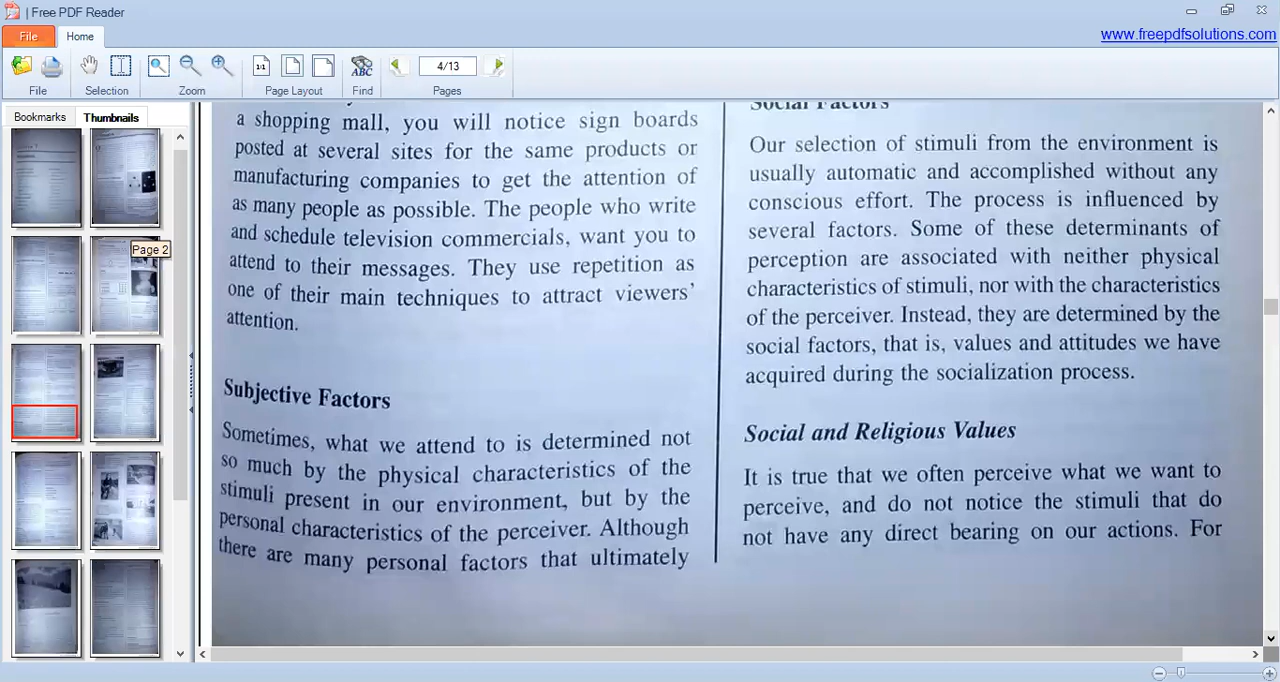 | Free PDF Reader
www.freepdfsolutions.com
File
Home
1:1
ABC
4/13
File
Selection
Zoom
Page Layout
Find
Pages
Bookmarks
Thumbnails
Page 2
a shopping mall, you will notice sign boards
posted at several sites for the same products or
manufacturing companies to get the attention of
as many people as possible. The people who write
and schedule television commercials, want you to
attend to their messages. They use repetition as
one of their main techniques to attract viewers'
attention.
Subjective Factors
Sometimes, what we attend to is determined not
so much by the physical characteristics of the
stimuli present in our environment, but by the
personal characteristics of the perceiver. Although
there are many personal factors that ultimately
Social Factors
Our selection of stimuli from the environment is
usually automatic and accomplished without any
conscious effort. The process is influenced by
several factors. Some of these determinants of
perception are associated with neither physical
characteristics of stimuli, nor with the characteristics
of the perceiver. Instead, they are determined by the
social factors, that is, values and attitudes we have
acquired during the socialization process.
Social and Religious Values
It is true that we often perceive what we want to
perceive, and do not notice the stimuli that do
not have any direct bearing on our actions. For